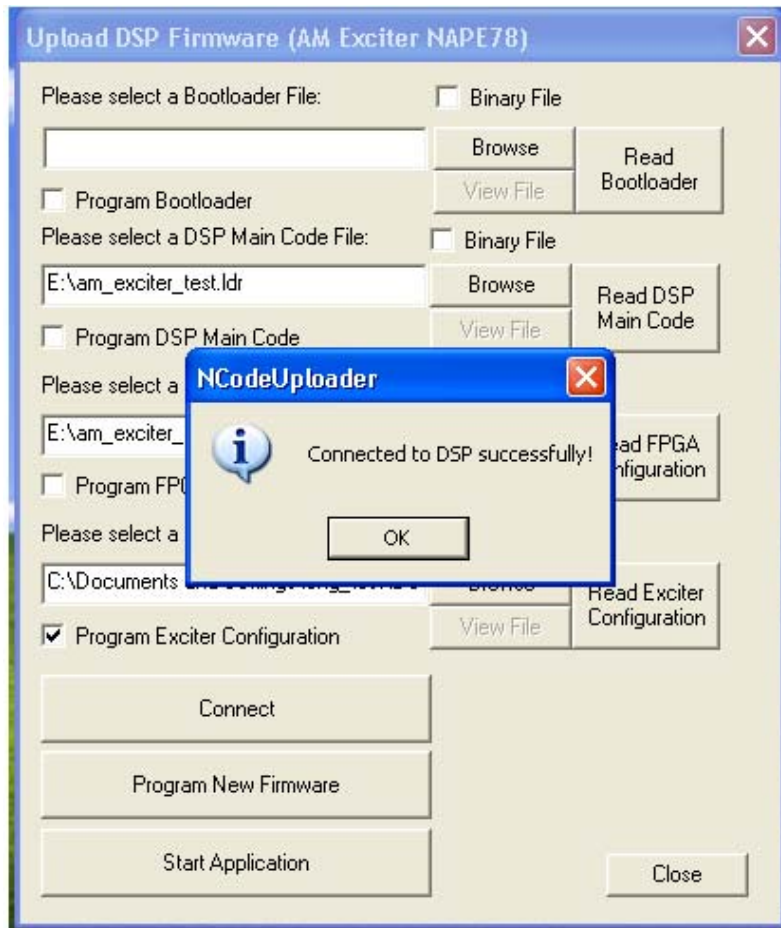 Upload DSP Firmware (AM Exciter NAPE78)
Please select a Bootloader File:
Binary File
Browse
Read
Bootloader
View File
Program Bootloader
Please select a DSP Main Code File:
Binary File
E:\am_exciter_test.ldr
Browse
Read DSP
Main Code
View File
Program DSP Main Code
Please select a
NCodeUploader
E:\am_exciter_
Connected to DSP successfully!
ad FPGA
nfiguration
Program FP
OK
Please select a
C:\Documents
Read Exciter
Configuration
View File
Program Exciter Configuration
Connect
Program New Firmware
Start Application
Close